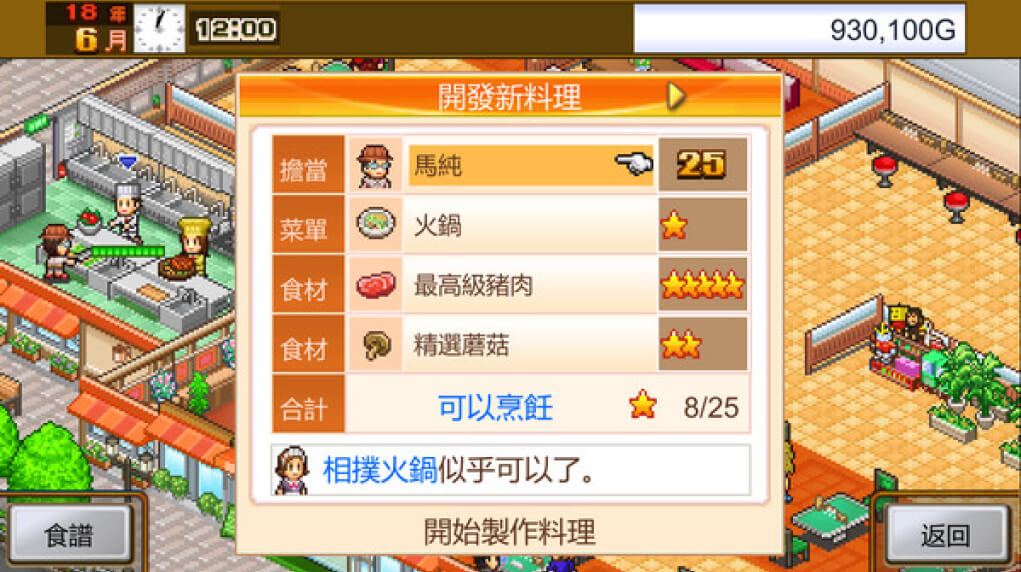 18年
6月
12:00
930,100G
開發新料理
擔當 馬純 25
菜單 火鍋
食材 最高級豬肉
食材 精選蘑菇
合計 可以烹飪 8/25
相撲火鍋似乎可以了。
開始製作料理
食譜
返回